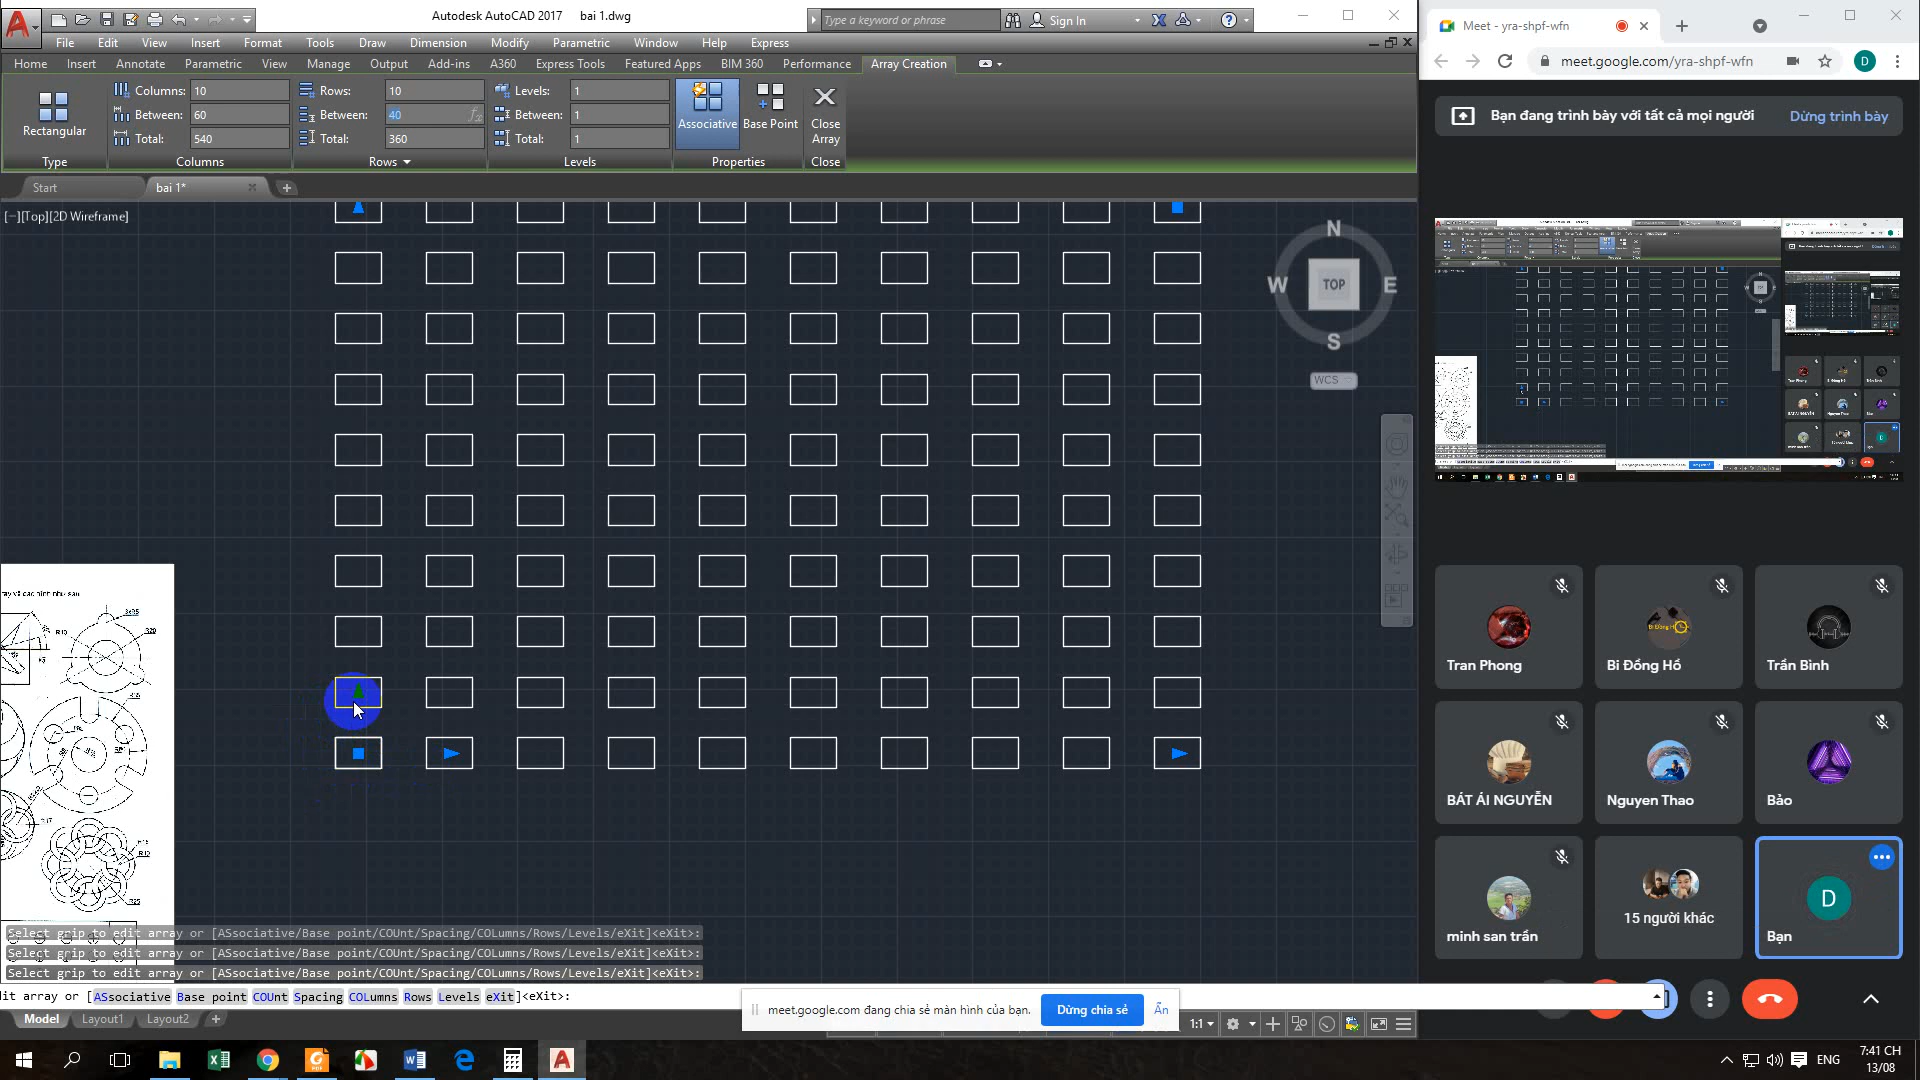 Autodesk AutoCAD 2017 bai 1.dwg
Type a keyword or phrase
Sign In
File Edit View Insert Format Tools Draw Dimension Modify Parametric Window Help Express
Home Insert Annotate Parametric View Manage Output Add-ins A360 Express Tools Featured Apps BIM 360 Performance Array Creation
Columns: 10
Between: 60
Total: 540
Rows: 10
Between: 40
Total: 360
Levels: 1
Between: 1
Total: 1
Rectangular
Associative
Base Point
Close Array
Type Columns Rows Levels Properties Close
Start bai 1*
[−][Top][2D Wireframe]
N
W TOP E
S
WCS
Select grip to edit array or [ASsociative/Base point/COUnt/Spacing/COLumns/Rows/Levels/eXit]<eXit>:
Select grip to edit array or [ASsociative/Base point/COUnt/Spacing/COLumns/Rows/Levels/eXit]<eXit>:
Select grip to edit array or [ASsociative/Base point/COUnt/Spacing/COLumns/Rows/Levels/eXit]<eXit>:
dit array or [ASsociative Base point COUnt Spacing COLumns Rows Levels eXit]<eXit>:
Model Layout1 Layout2
meet.google.com đang chia sẻ màn hình của bạn. Dừng chia sẻ Ẩn
1:1
Meet - yra-shpf-wfn
meet.google.com/yra-shpf-wfn
D
Bạn đang trình bày với tất cả mọi người Dừng trình bày
Tran Phong
Bi Đồng Hồ
Trần Bình
BÁT ÁI NGUYỄN
Nguyen Thao
Bảo
minh san trần
15 người khác
D
Bạn
ENG
7:41 CH
13/08